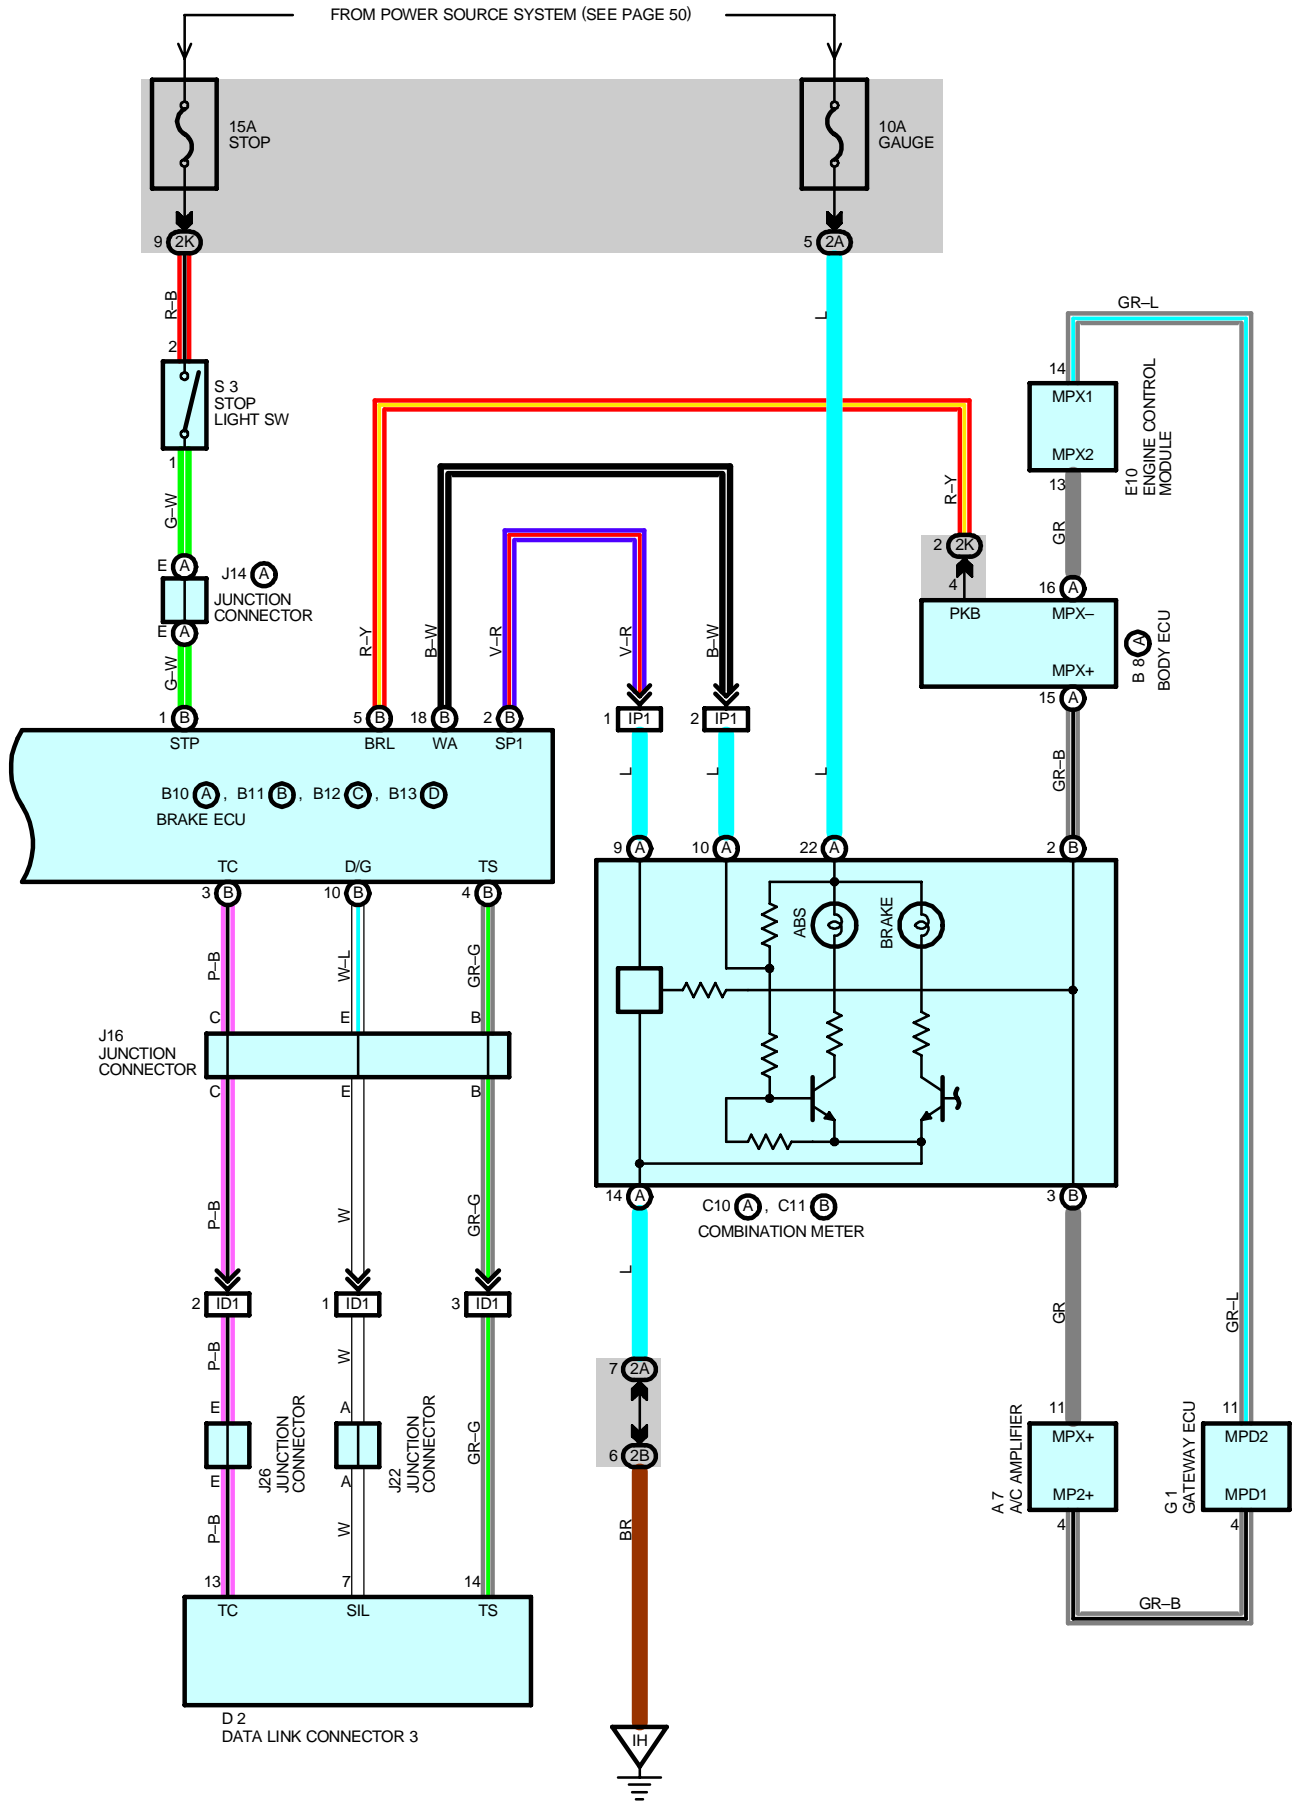 FROM POWER SOURCE SYSTEM (SEE PAGE 50)
15A
STOP
10A
GAUGE
9 2K
5 2A
R–B
L
GR–L
2
14
S 3
STOP
LIGHT SW
MPX1
MPX2
E10
ENGINE CONTROL
MODULE
1
13
G–W
R–Y
GR
2 2K
E A
J14 A
JUNCTION
CONNECTOR
4
16 A
PKB
MPX–
E A
MPX+
B 8 A
BODY ECU
G–W
R–Y
B–W
V–R
V–R
B–W
15 A
1 B
5 B
18 B
2 B
1 IP1
2 IP1
STP
BRL
WA
SP1
L
L
L
GR–B
B10 A , B11 B , B12 C , B13 D
BRAKE ECU
TC
D/G
TS
9 A
10 A
22 A
2 B
3 B
10 B
4 B
ABS
BRAKE
P–B
W–L
GR–G
C
E
B
J16
JUNCTION
CONNECTOR
C
E
B
14 A
3 B
C10 A , C11 B
COMBINATION METER
P–B
W
GR–G
L
GR
GR–L
2 ID1
1 ID1
3 ID1
P–B
W
7 2A
E
A
11
11
J26
JUNCTION
CONNECTOR
J22
JUNCTION
CONNECTOR
GR–G
6 2B
A 7
A/C AMPLIFIER
MPX+
MP2+
G 1
GATEWAY ECU
MPD2
MPD1
E
A
P–B
W
BR
4
4
13
7
14
TC
SIL
TS
GR–B
D 2
DATA LINK CONNECTOR 3
IH